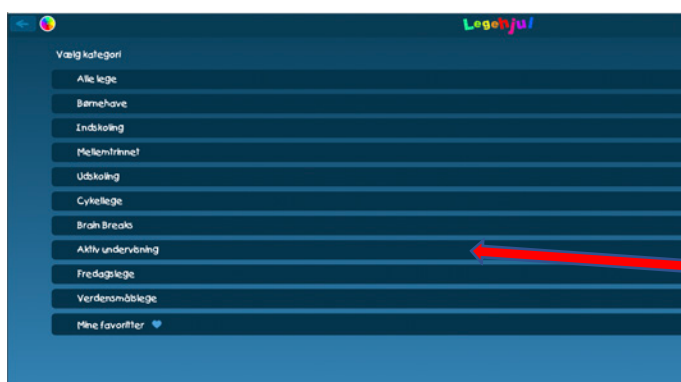 Legehjul
Vælg kategori
Alle lege
Børnehave
Indskoling
Mellemtrinnet
Udskoling
Cykellege
Brain Breaks
Aktiv undervisning
Fredagslege
Verdensmålslege
Mine favoritter